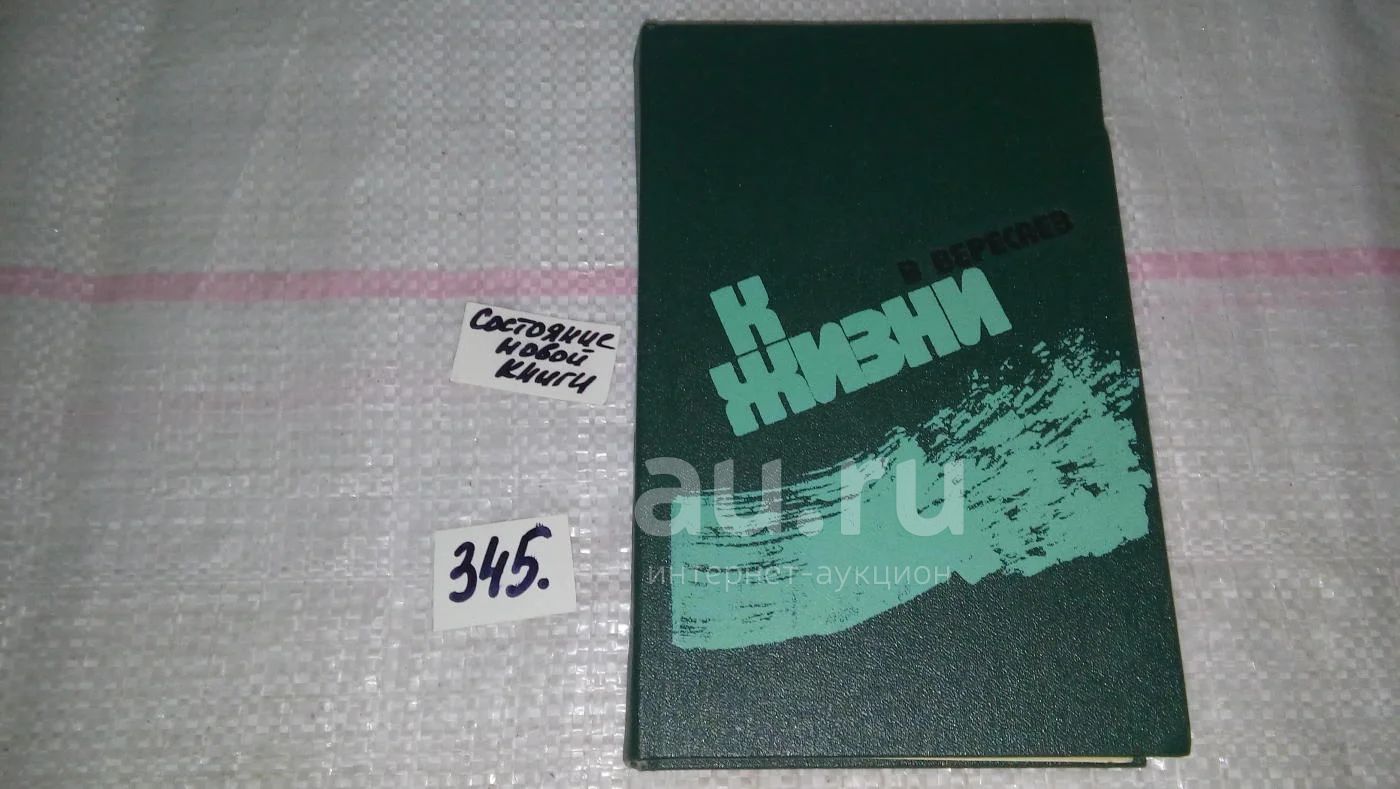 В ВЕРЕСАЕВ
К
ЖИЗНИ
Состояние
новой
книги
345.
au.ru
интернет-аукцион